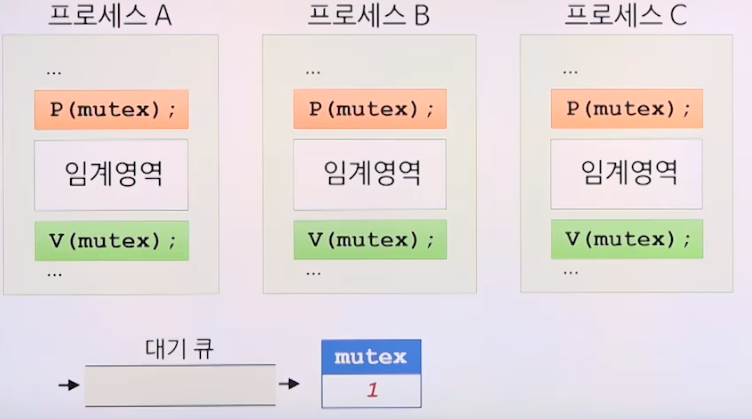 프로세스 A
...
P(mutex);
임계영역
V(mutex);
...
프로세스 B
...
P(mutex);
임계영역
V(mutex);
...
프로세스 C
...
P(mutex);
임계영역
V(mutex);
...
대기 큐
mutex
1